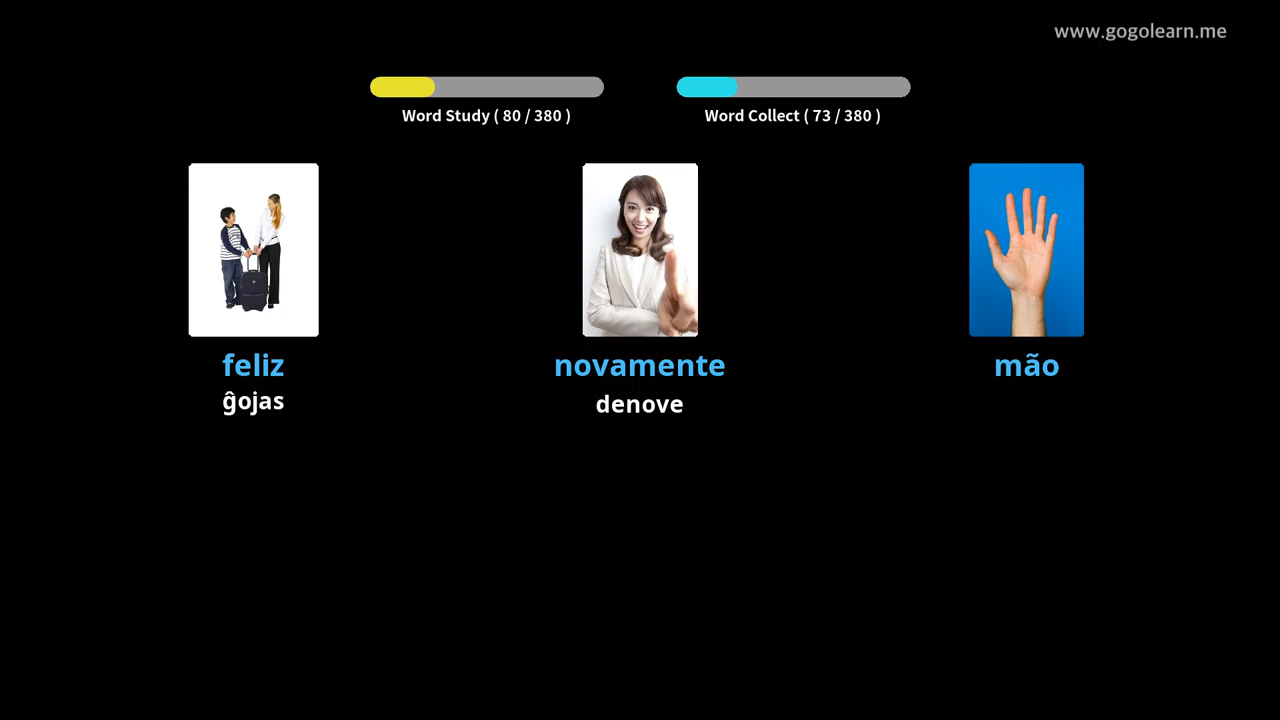 www.gogolearn.me
Word Study ( 80 / 380 )
Word Collect ( 73 / 380 )
feliz
ĝojas
novamente
denove
mão